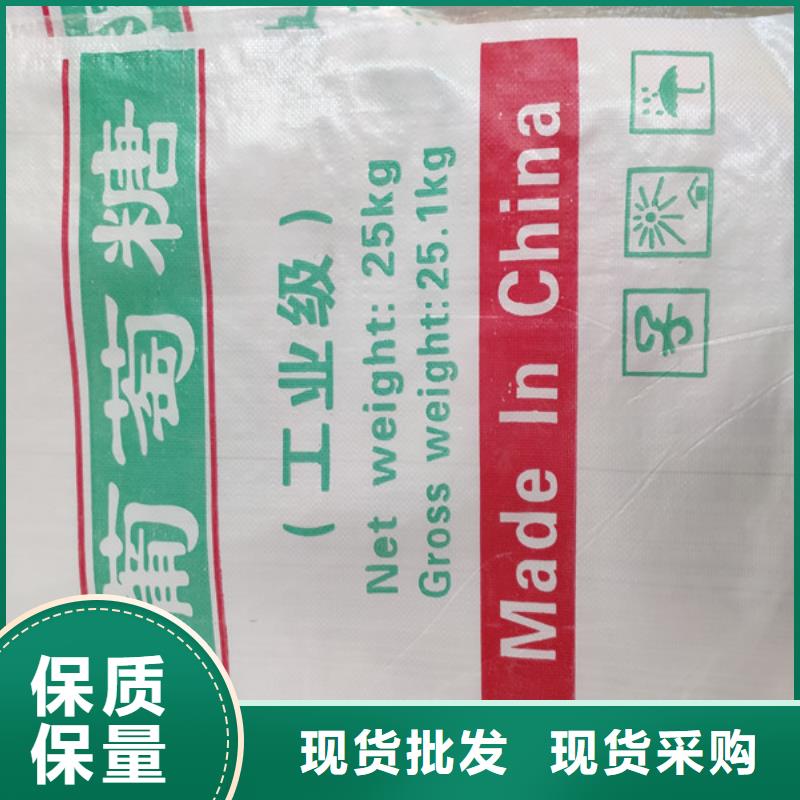 葡萄糖
(工业级)
Net weight: 25kg
Gross weight:25.1kg
Made In China
保质
保量
现货批发 现货采购